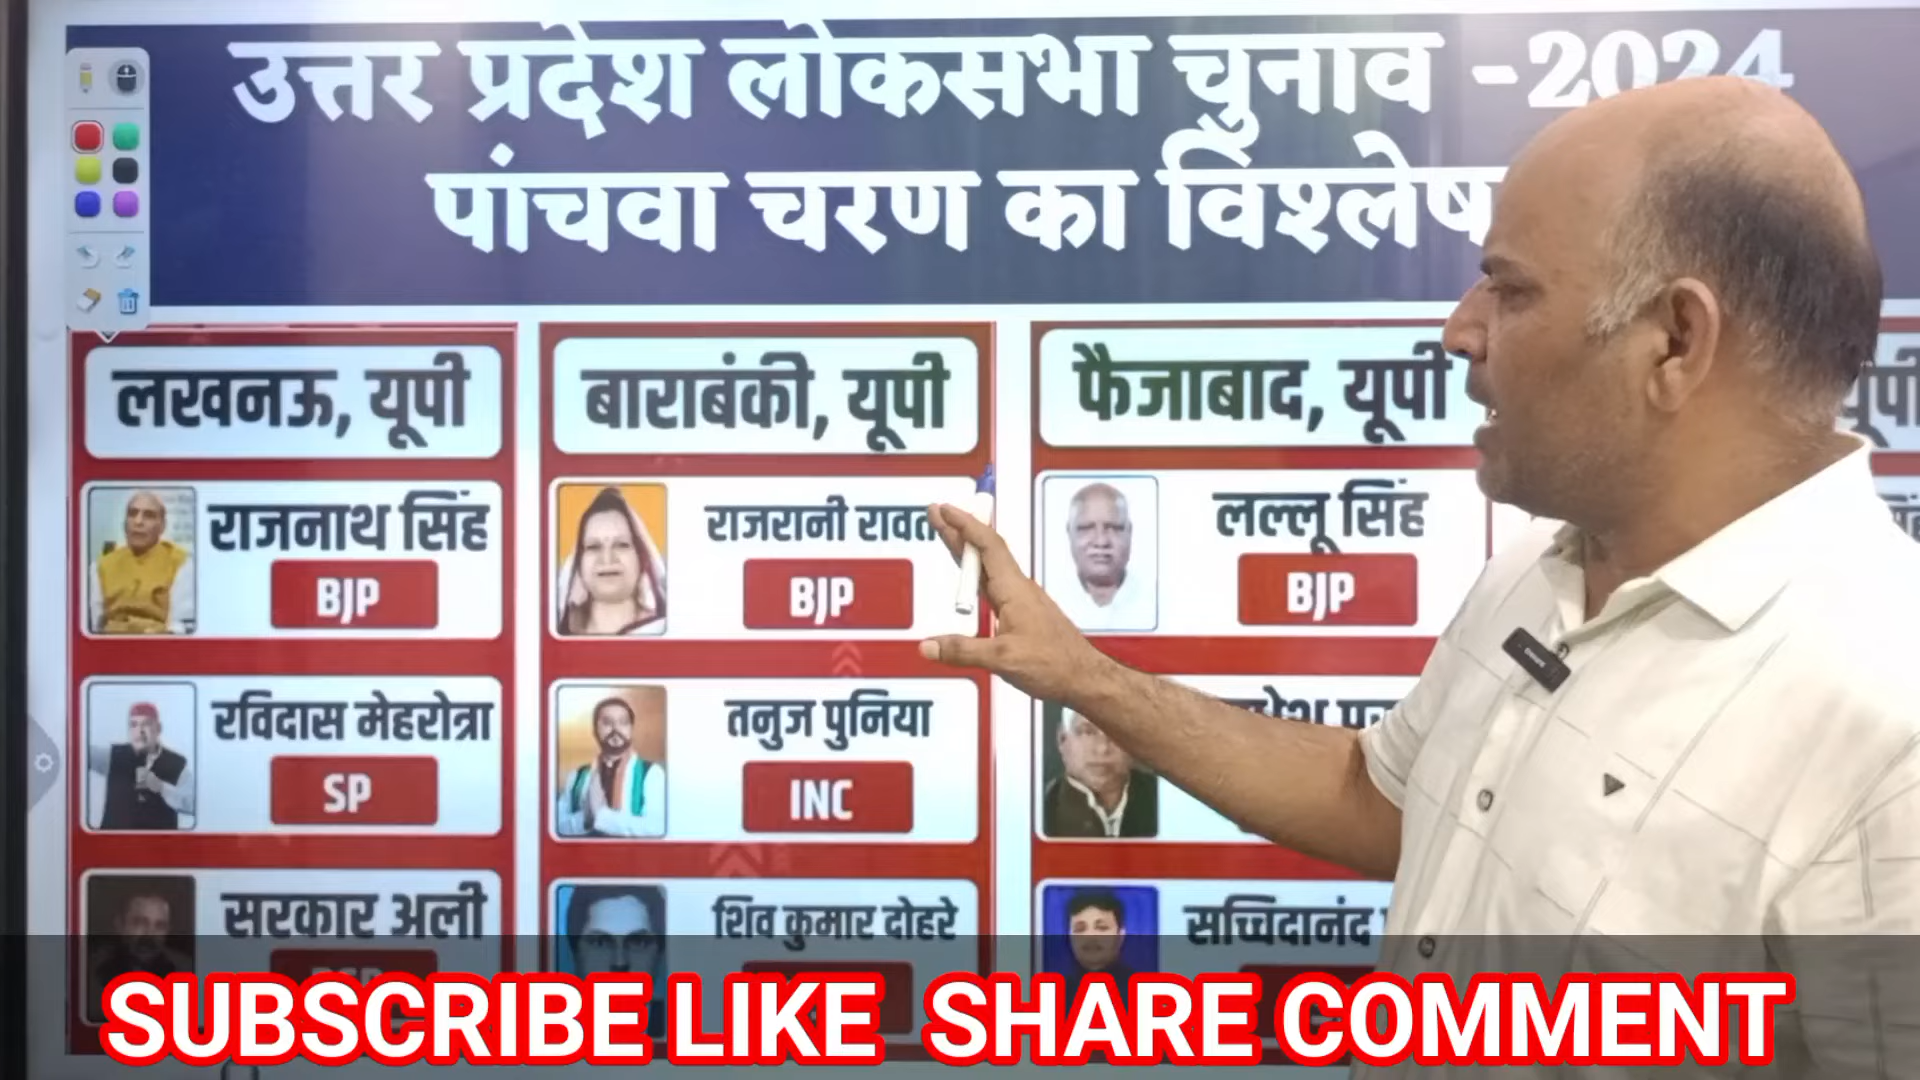 उत्तर प्रदेश लोकसभा चुनाव -2024
पांचवा चरण का
लखनऊ, यूपी
बाराबंकी, यूपी
फैजाबाद, यूपी
यूपी
राजनाथ सिंह
BJP
राजरानी रावत
BJP
लल्लू सिंह
BJP
रविदास मेहरोत्रा
SP
तनुज पुनिया
INC
सरकार अली
शिव कुमार दोहरे
सच्चिदानंद
SUBSCRIBE LIKE SHARE COMMENT